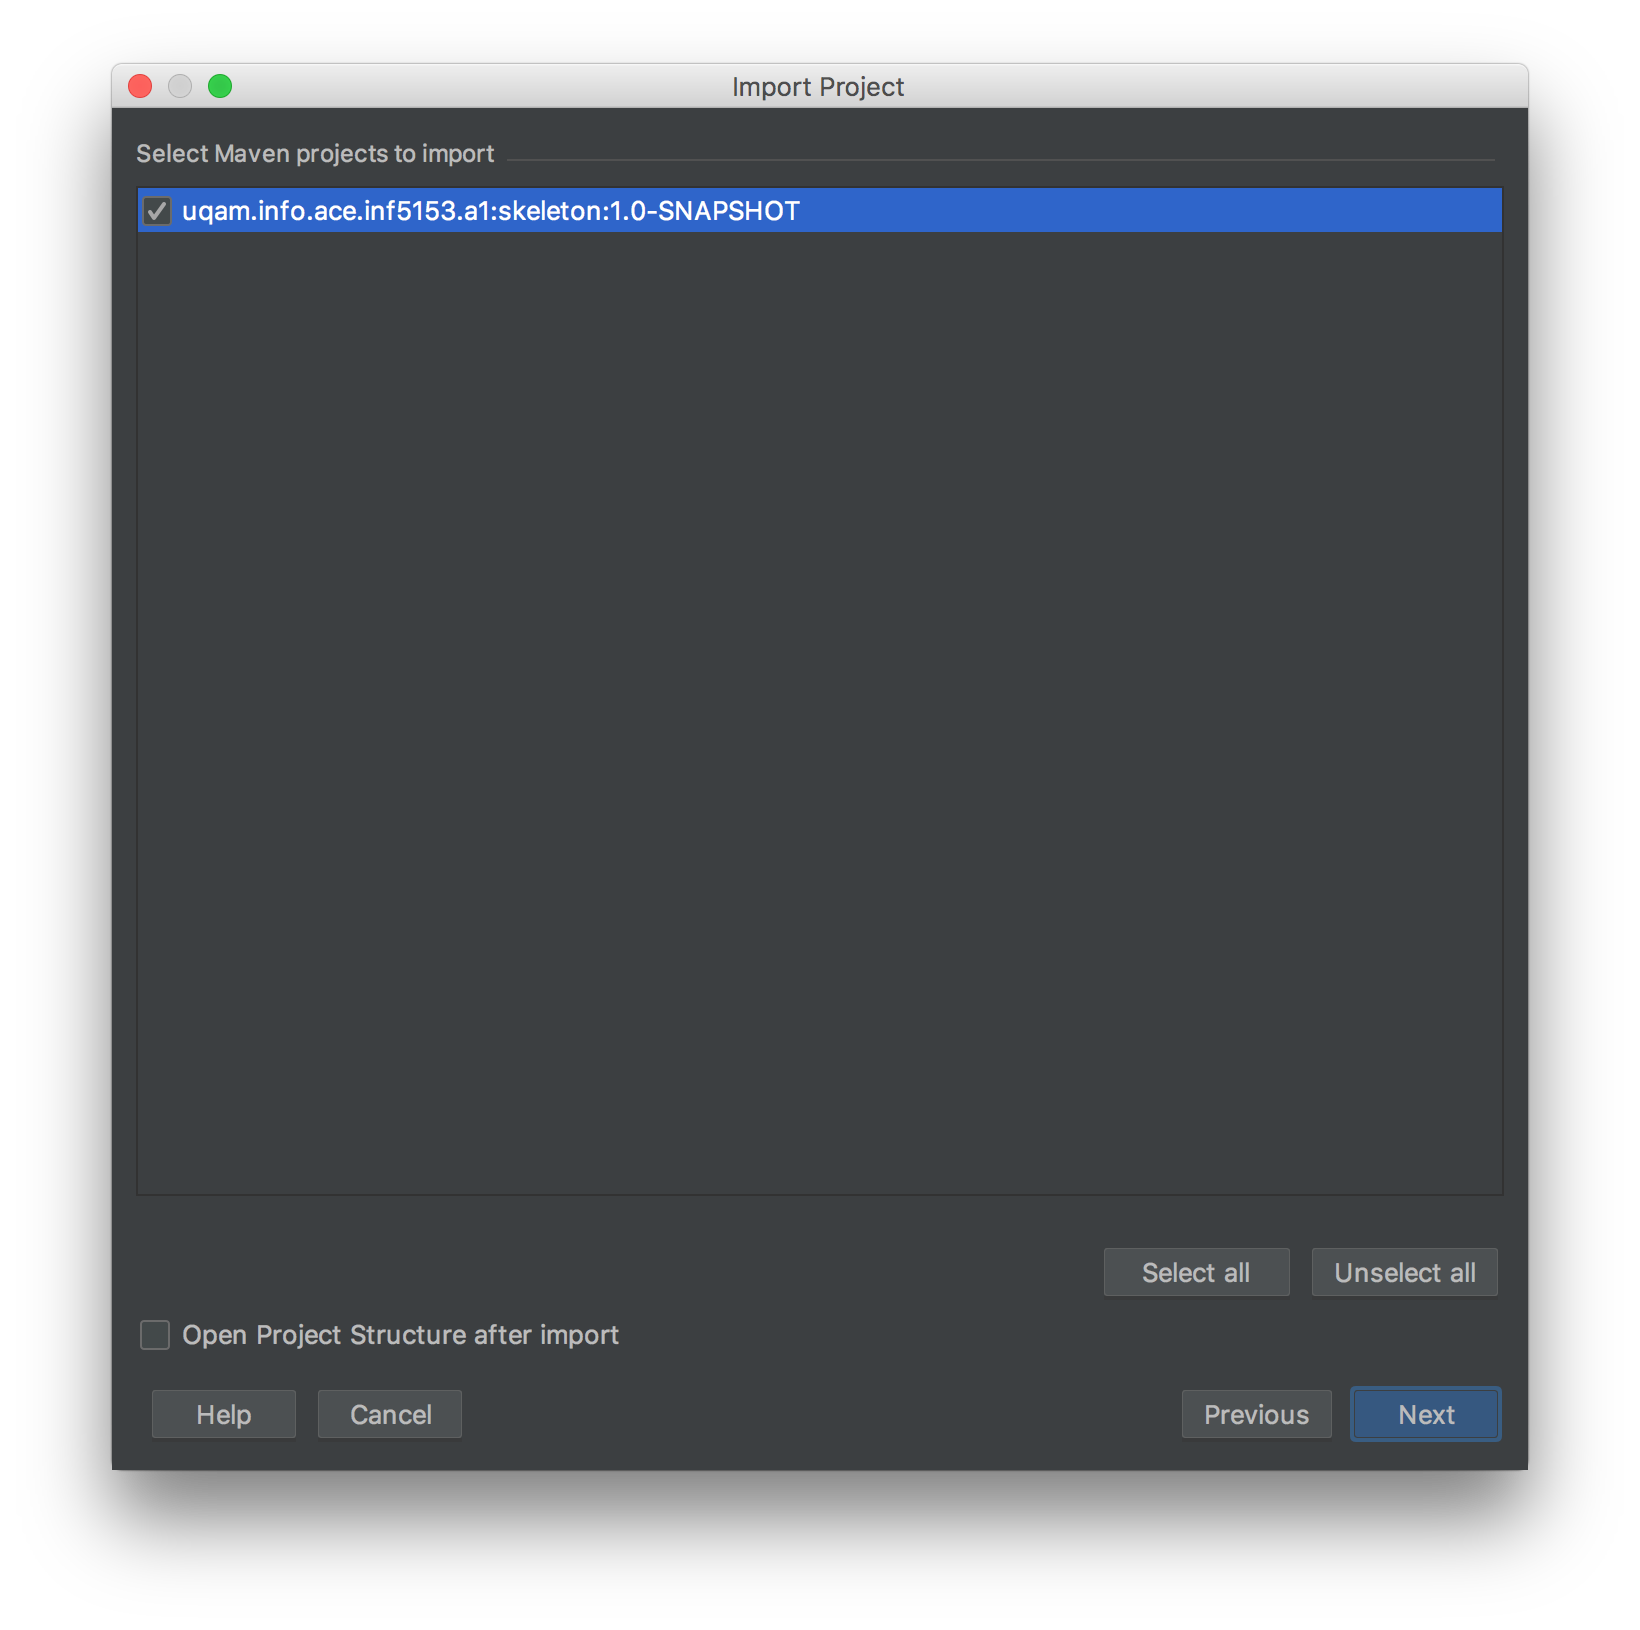 Import Project
Select Maven projects to import
uqam.info.ace.inf5153.a1:skeleton:1.0-SNAPSHOT
Select all
Unselect all
Open Project Structure after import
Help
Cancel
Previous
Next